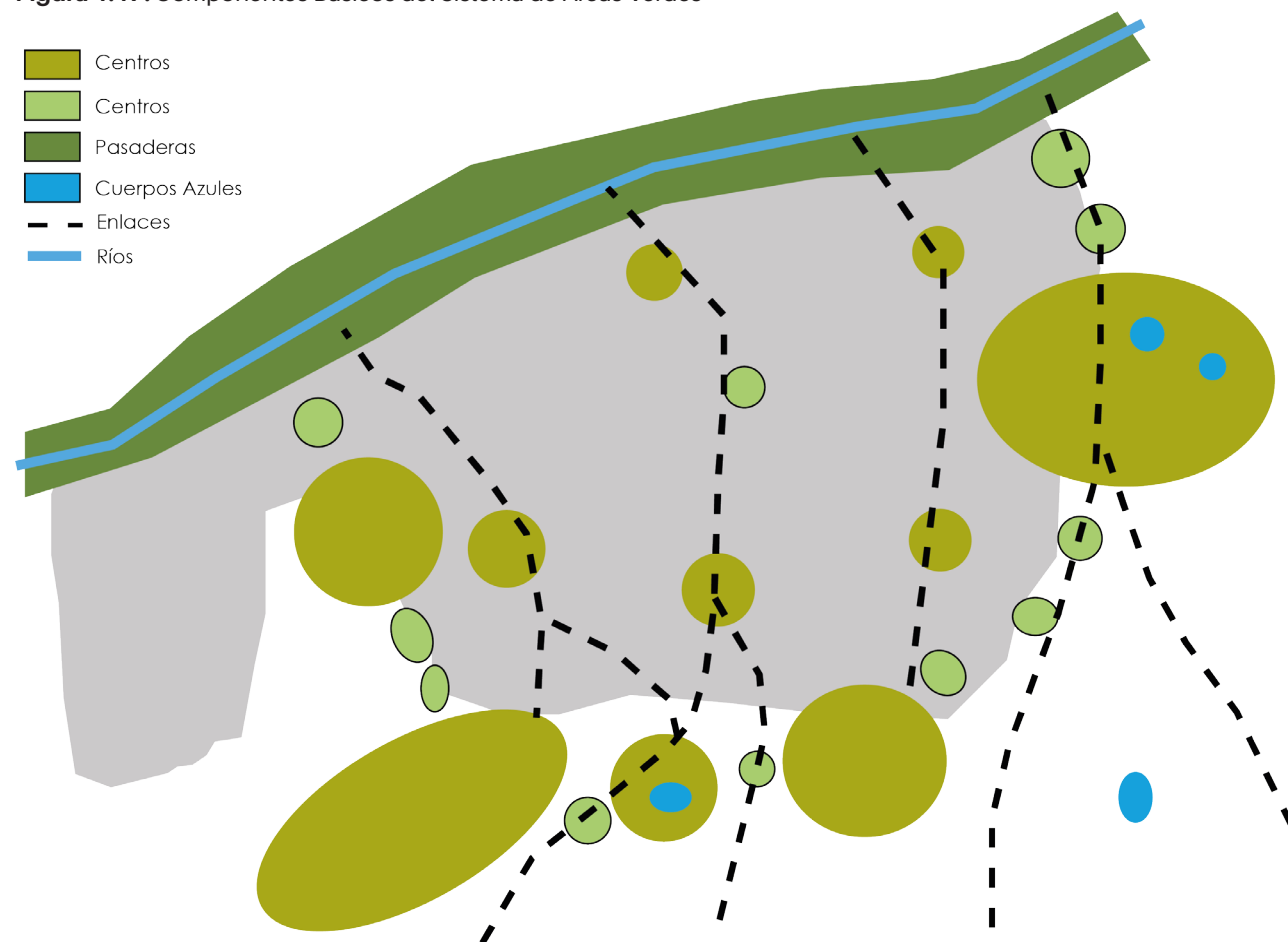 Centros
Centros
Pasaderas
Cuerpos Azules
Enlaces
Ríos